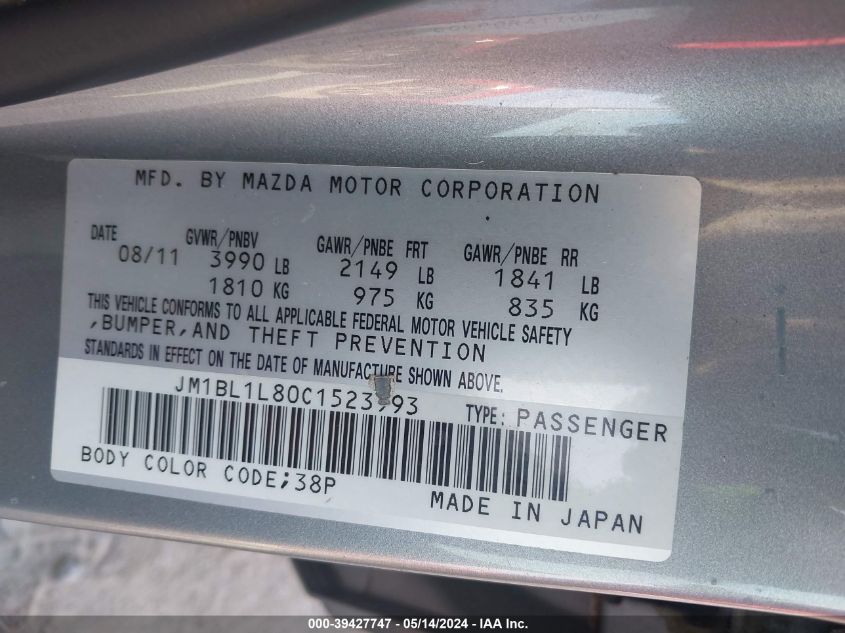 MFD. BY MAZDA MOTOR CORPORATION
DATE GVWR/PNBV GAWR/PNBE FRT GAWR/PNBE RR
08/11 3990 LB 2149 LB 1841 LB
1810 KG 975 KG 835 KG
THIS VEHICLE CONFORMS TO ALL APPLICABLE FEDERAL MOTOR VEHICLE SAFETY
,BUMPER,AND THEFT PREVENTION
STANDARDS IN EFFECT ON THE DATE OF MANUFACTURE SHOWN ABOVE.
JM1BL1L80C1523993 TYPE: PASSENGER
BODY COLOR CODE;38P
MADE IN JAPAN
000-39427747 - 05/14/2024 - IAA Inc.